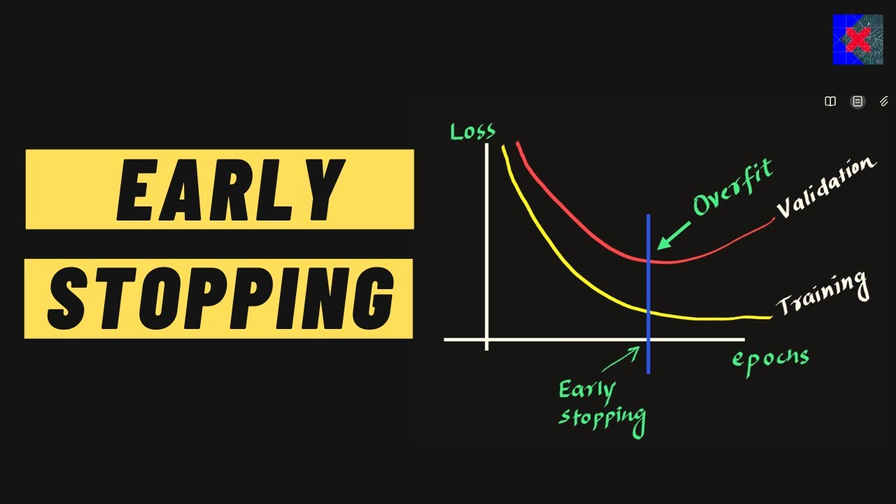 EARLY
STOPPING
Loss
Overfit
Validation
Training
epochs
Early
stopping